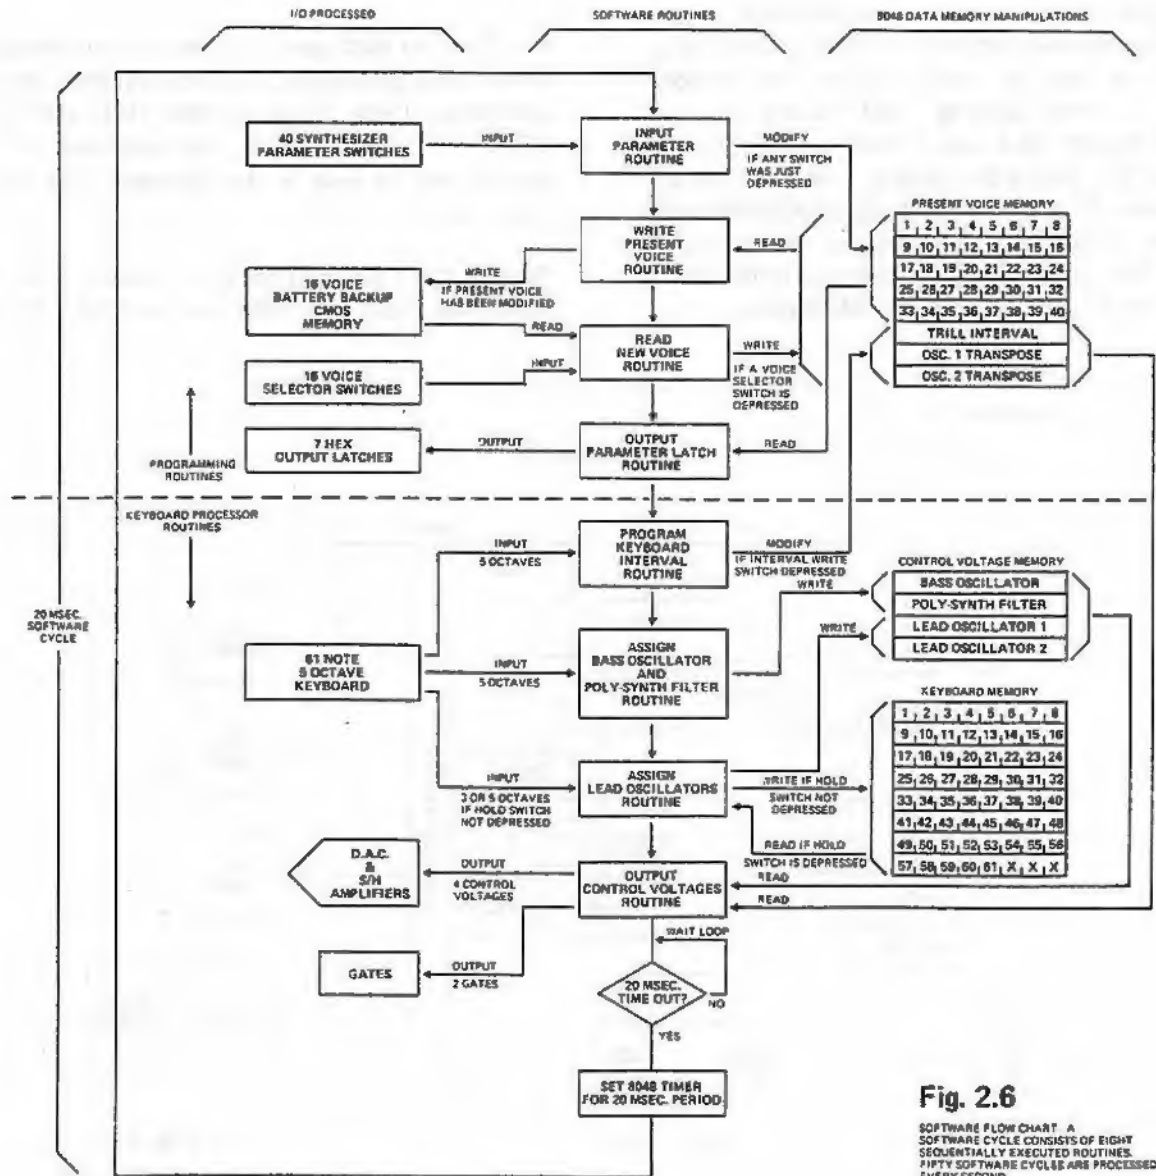 I/O PROCESSED
SOFTWARE ROUTINES
8048 DATA MEMORY MANIPULATIONS
40 SYNTHESIZER
PARAMETER SWITCHES
INPUT
INPUT
PARAMETER
ROUTINE
MODIFY
IF ANY SWITCH
WAS JUST
DEPRESSED
PRESENT VOICE MEMORY
1 2 3 4 5 6 7 8
9 10 11 12 13 14 15 16
17 18 19 20 21 22 23 24
25 26 27 28 29 30 31 32
33 34 35 36 37 38 39 40
TRILL INTERVAL
OSC. 1 TRANSPOSE
OSC. 2 TRANSPOSE
WRITE
PRESENT
VOICE
ROUTINE
READ
WRITE
IF PRESENT VOICE
HAS BEEN MODIFIED
16 VOICE
BATTERY BACKUP
CMOS
MEMORY
READ
READ
NEW VOICE
ROUTINE
WRITE
IF A VOICE
SELECTOR
SWITCH IS
DEPRESSED
16 VOICE
SELECTOR SWITCHES
INPUT
7 HEX
OUTPUT LATCHES
OUTPUT
OUTPUT
PARAMETER LATCH
ROUTINE
READ
PROGRAMMING
ROUTINES
KEYBOARD PROCESSOR
ROUTINES
20 MSEC.
SOFTWARE
CYCLE
INPUT
5 OCTAVES
PROGRAM
KEYBOARD
INTERVAL
ROUTINE
MODIFY
IF INTERVAL WRITE
SWITCH DEPRESSED
WRITE
CONTROL VOLTAGE MEMORY
BASS OSCILLATOR
POLY-SYNTH FILTER
LEAD OSCILLATOR 1
LEAD OSCILLATOR 2
61 NOTE
5 OCTAVE
KEYBOARD
INPUT
5 OCTAVES
ASSIGN
BASS OSCILLATOR
AND
POLY-SYNTH FILTER
ROUTINE
WRITE
KEYBOARD MEMORY
1 2 3 4 5 6 7 8
9 10 11 12 13 14 15 16
17 18 19 20 21 22 23 24
25 26 27 28 29 30 31 32
33 34 35 36 37 38 39 40
41 42 43 44 45 46 47 48
49 50 51 52 53 54 55 56
57 58 59 60 61 X X X
INPUT
3 OR 5 OCTAVES
IF HOLD SWITCH
NOT DEPRESSED
ASSIGN
LEAD OSCILLATORS
ROUTINE
WRITE IF HOLD
SWITCH NOT
DEPRESSED
READ IF HOLD
SWITCH IS DEPRESSED
D.A.C.
&
S/H
AMPLIFIERS
OUTPUT
4 CONTROL
VOLTAGES
OUTPUT
CONTROL VOLTAGES
ROUTINE
READ
READ
WAIT LOOP
GATES
OUTPUT
2 GATES
20 MSEC.
TIME OUT?
NO
YES
SET 8048 TIMER
FOR 20 MSEC. PERIOD
Fig. 2.6
SOFTWARE FLOW CHART A
SOFTWARE CYCLE CONSISTS OF EIGHT
SEQUENTIALLY EXECUTED ROUTINES.
FIFTY SOFTWARE CYCLES ARE PROCESSED
EVERY SECOND